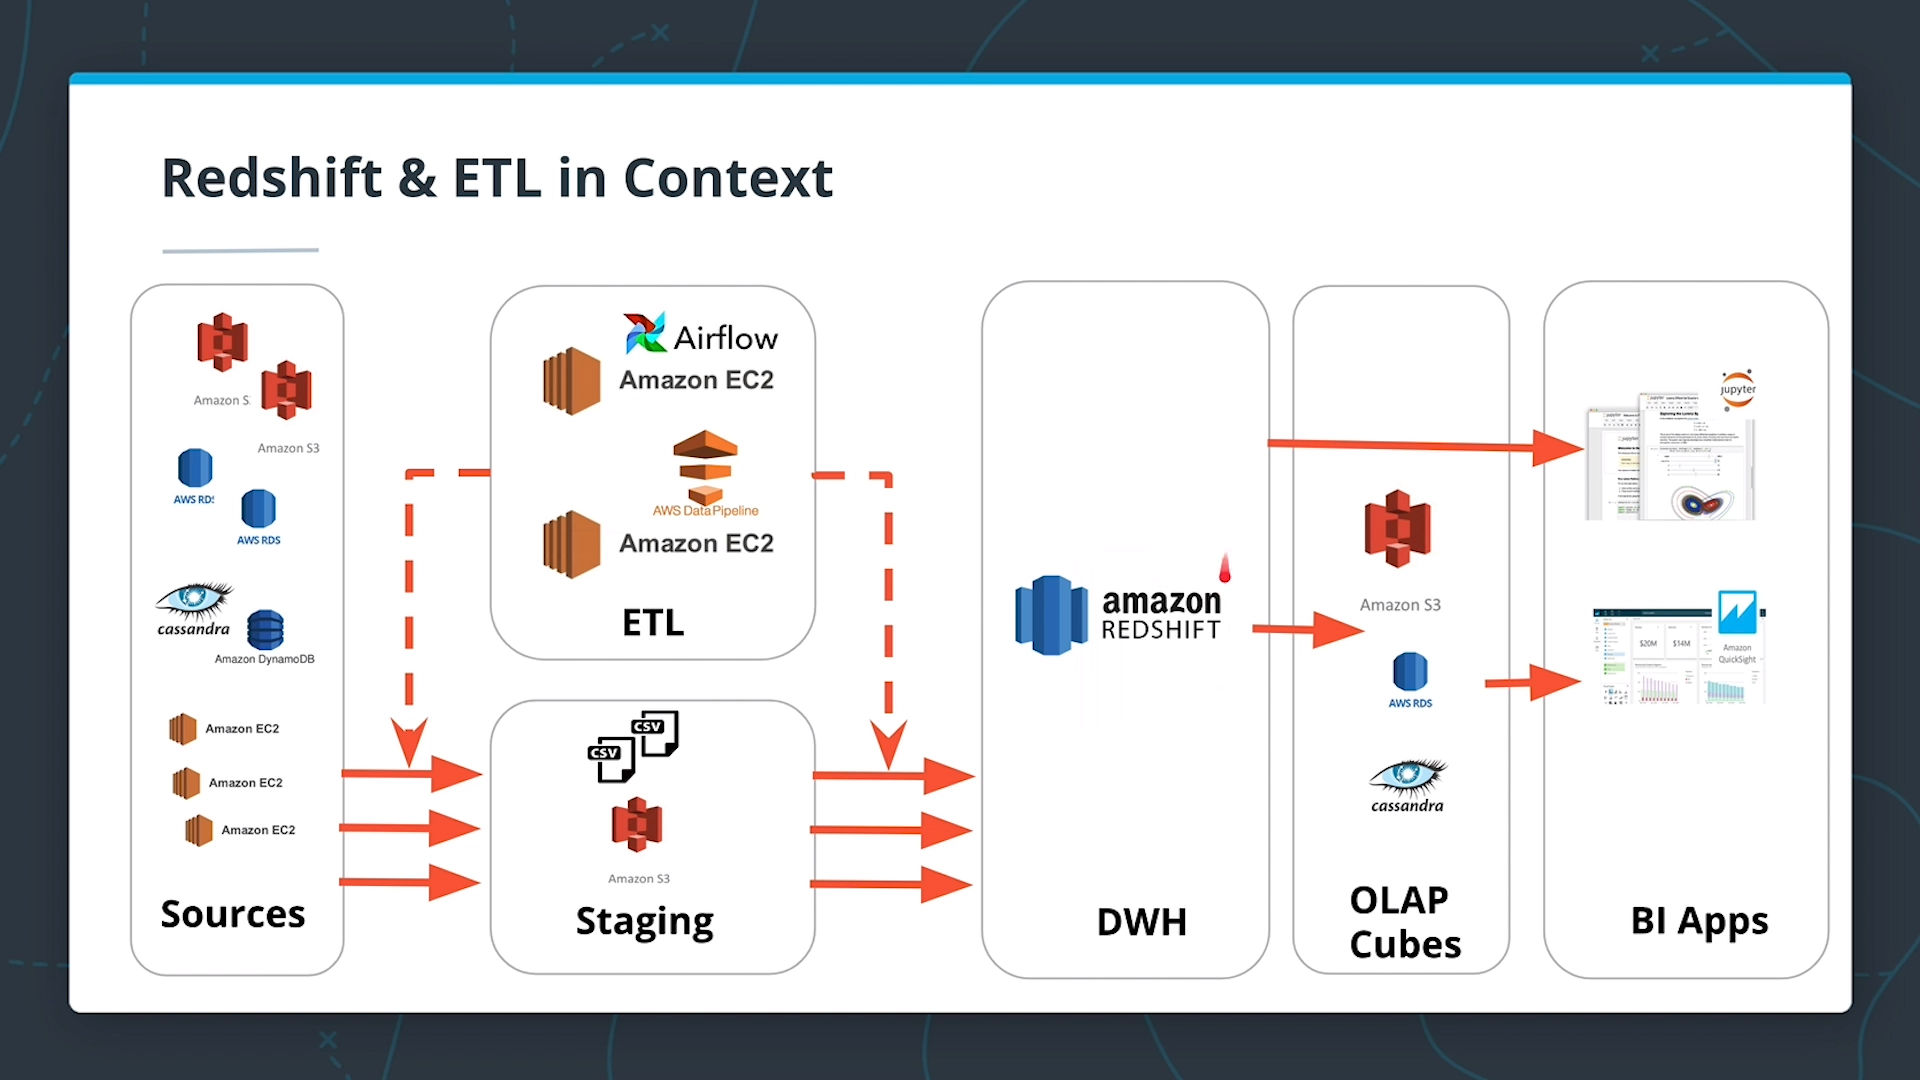 Redshift & ETL in Context
Amazon S
Amazon S3
AWS RDS
AWS RDS
cassandra
Amazon DynamoDB
Amazon EC2
Amazon EC2
Amazon EC2
Sources
Airflow
Amazon EC2
AWS Data Pipeline
Amazon EC2
ETL
CSV
CSV
Amazon S3
Staging
amazon
REDSHIFT
DWH
Amazon S3
AWS RDS
cassandra
OLAP
Cubes
jupyter
$20M
$14M
Amazon
QuickSight
BI Apps